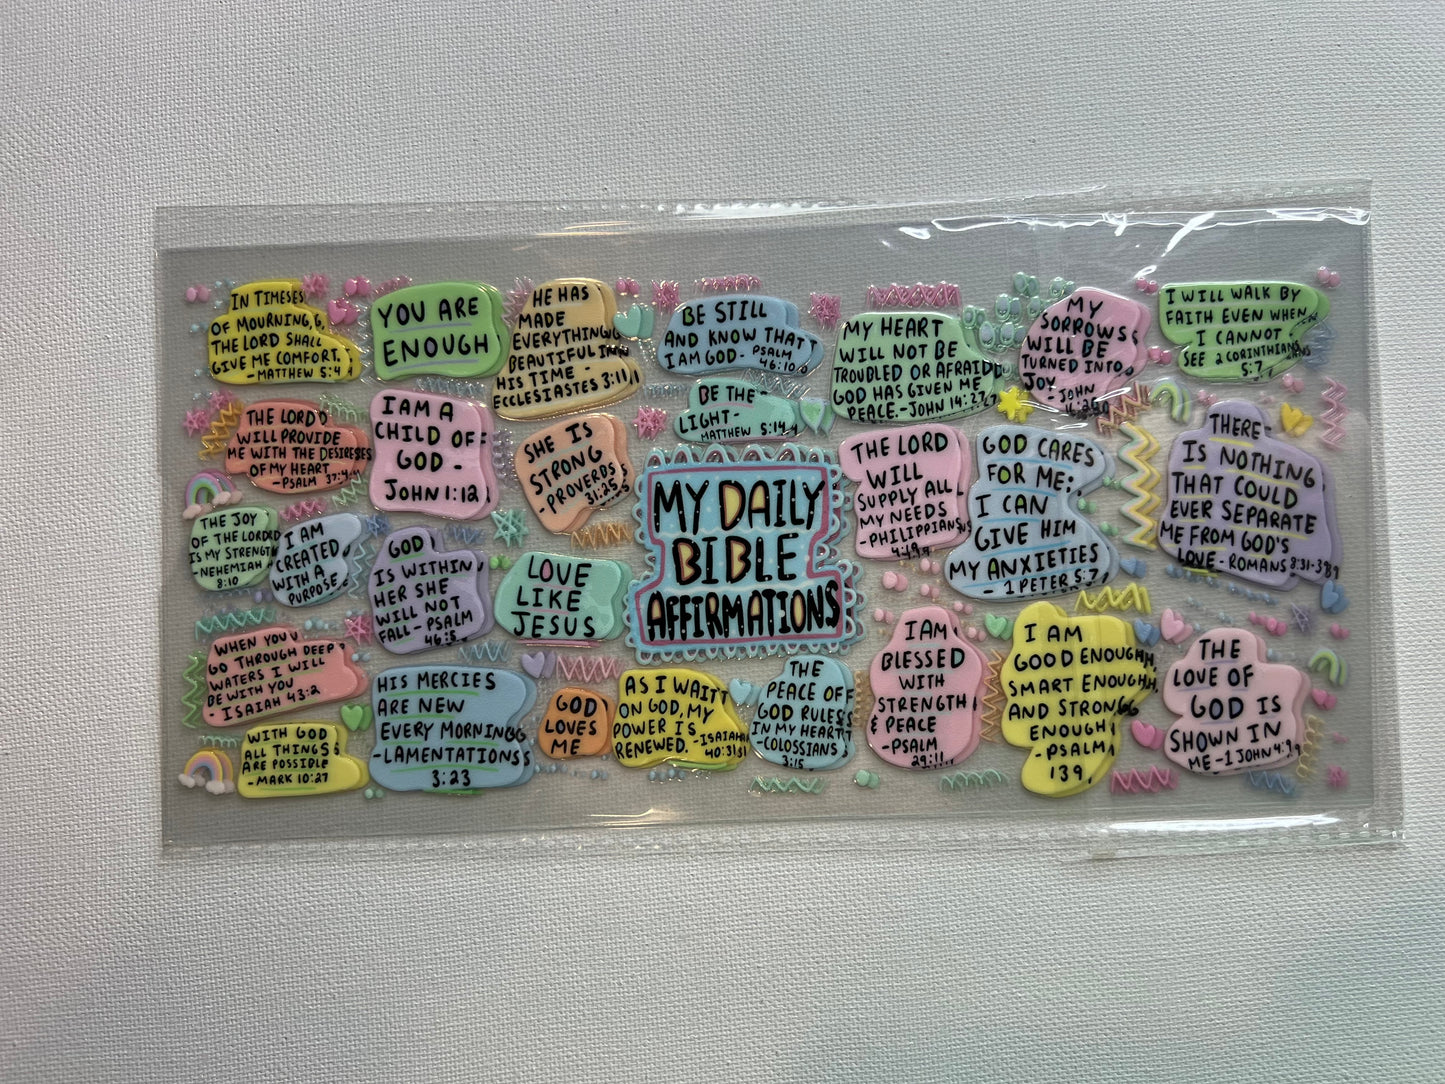 IN TIMES
OF MOURNING,
THE LORD SHALL
GIVE ME COMFORT.
-MATTHEW 5:4
YOU ARE
ENOUGH
HE HAS
MADE
EVERYTHING
BEAUTIFUL IN
HIS TIME -
ECCLESIASTES 3:11
BE STILL
AND KNOW THAT
I AM GOD - PSALM
46:10
BE THE
LIGHT-
MATTHEW 5:14
MY HEART
WILL NOT BE
TROUBLED OR AFRAID
GOD HAS GIVEN ME
PEACE.-JOHN 14:27
MY
SORROWS
WILL BE
TURNED INTO
JOY - JOHN
16:20
I WILL WALK BY
FAITH EVEN WHEN
I CANNOT
SEE 2 CORINTHIANS
5:7
THE LORD
WILL PROVIDE
ME WITH THE DESIRES
OF MY HEART
-PSALM 37:4
I AM A
CHILD OF
GOD -
JOHN 1:12
SHE IS
STRONG
-PROVERBS
31:25
MY DAILY
BIBLE
AFFIRMATIONS
THE LORD
WILL
SUPPLY ALL
MY NEEDS
-PHILIPPIANS
4:19
GOD CARES
FOR ME;
I CAN
GIVE HIM
MY ANXIETIES
- 1 PETER 5:7
THERE
IS NOTHING
THAT COULD
EVER SEPARATE
ME FROM GOD'S
LOVE - ROMANS 8:31-39
THE JOY
OF THE LORD
IS MY STRENGTH
-NEHEMIAH
8:10
I AM
CREATED
WITH A
PURPOSE
GOD
IS WITHIN
HER SHE
WILL NOT
FALL - PSALM
46:5
LOVE
LIKE
JESUS
WHEN YOU
GO THROUGH DEEP
WATERS I WILL
BE WITH YOU
- ISAIAH 43:2
HIS MERCIES
ARE NEW
EVERY MORNING
-LAMENTATIONS
3:23
GOD
LOVES
ME
AS I WAIT
ON GOD, MY
POWER IS
RENEWED. -ISAIAH
40:31
THE
PEACE OF
GOD RULES
IN MY HEART
-COLOSSIANS
3:15
I AM
BLESSED
WITH
STRENGTH
& PEACE
-PSALM
29:11
I AM
GOOD ENOUGH,
SMART ENOUGH,
AND STRONG
ENOUGH
-PSALM
139
THE
LOVE OF
GOD IS
SHOWN IN
ME -1 JOHN 4:9
WITH GOD
ALL THINGS
ARE POSSIBLE
-MARK 10:27